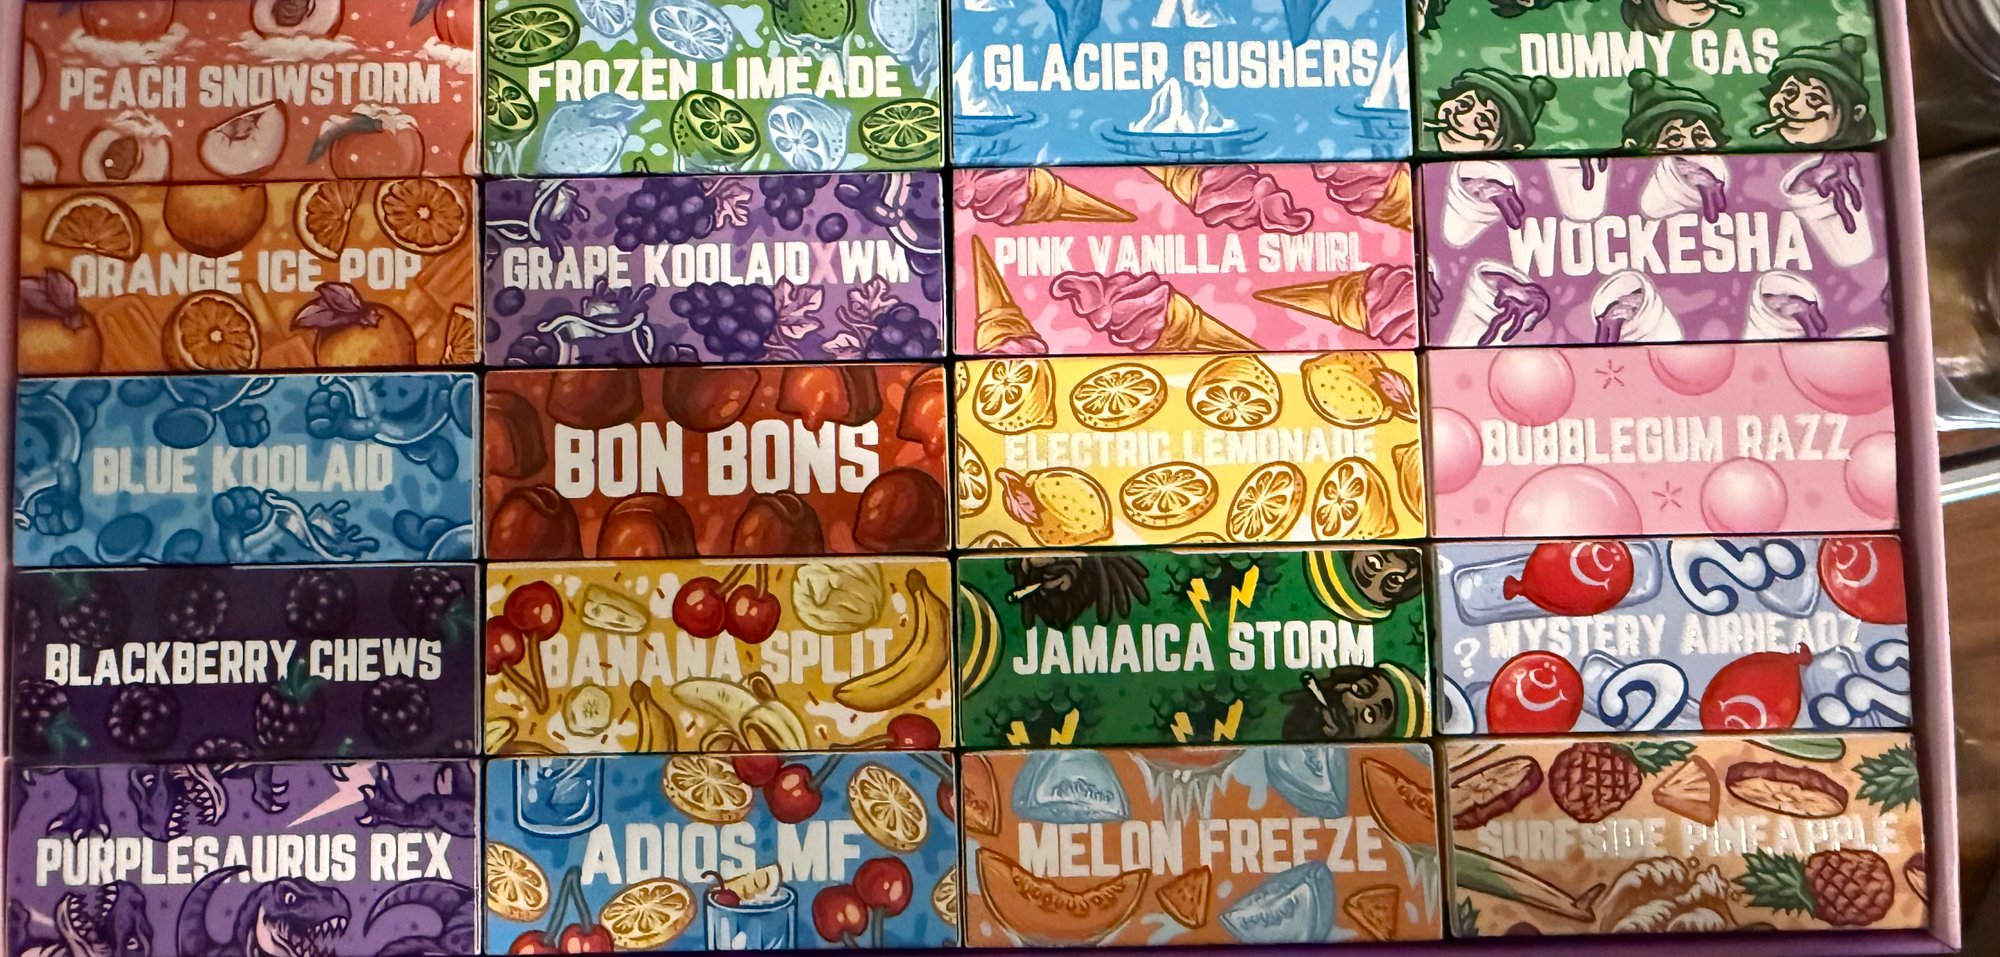 PEACH SNOWSTORM
FROZEN LIMEADE
GLACIER GUSHERS
DUMMY GAS
ORANGE ICE POP
GRAPE KOOLAID X WM
PINK VANILLA SWIRL
WOCKESHA
BLUE KOOLAID
BON BONS
ELECTRIC LEMONADE
BUBBLEGUM RAZZ
BLACKBERRY CHEWS
BANANA SPLIT
JAMAICA STORM
MYSTERY AIRHEADZ
PURPLESAURUS REX
ADIOS MF
MELON FREEZE
SURFSIDE PINEAPPLE